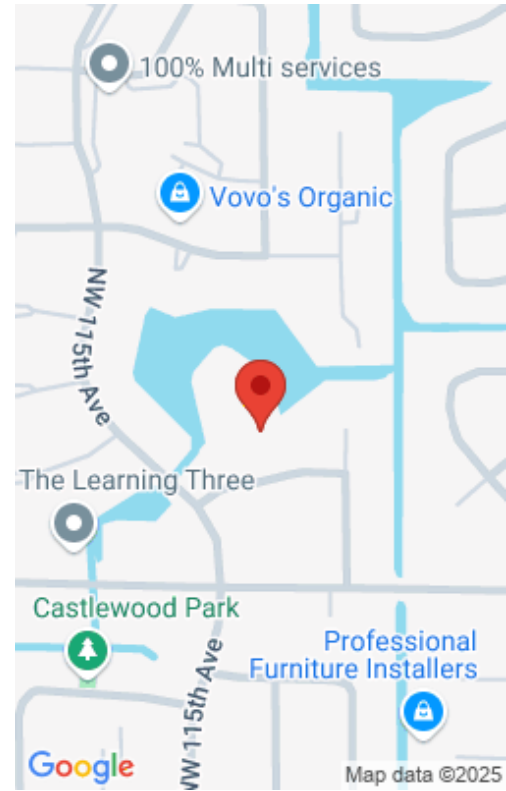 100% Multi services
Vovo's Organic
NW 115th Ave
The Learning Three
Castlewood Park
Professional
Furniture Installers
NW 115th Ave
Google
Map data ©2025